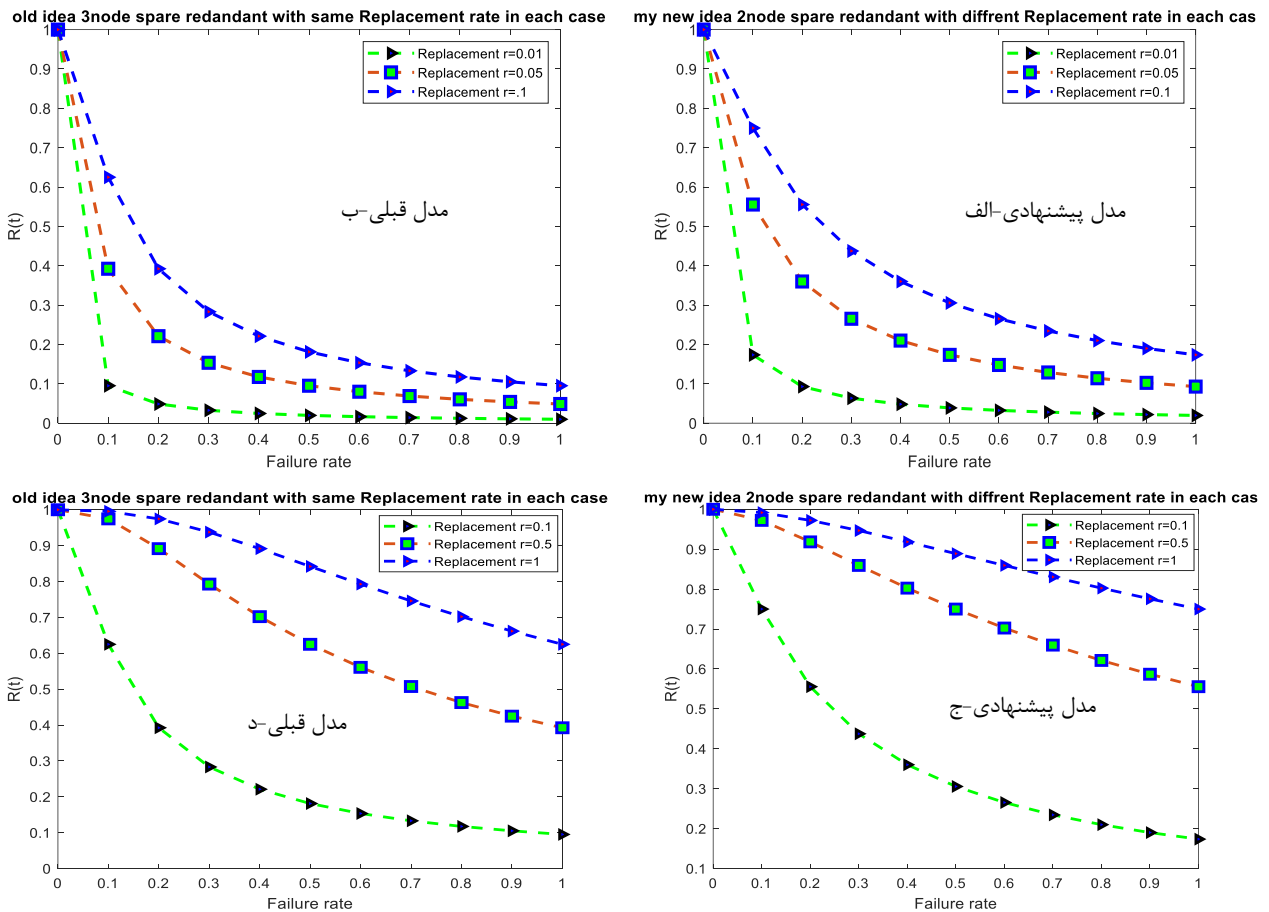 old idea 3node spare redandant with same Replacement rate in each case
1
0.9
0.8
0.7
0.6
0.5
0.4
0.3
0.2
0.1
0
R(t)
Replacement r=0.01
Replacement r=0.05
Replacement r=.1
مدل قبلی-ب
0 0.1 0.2 0.3 0.4 0.5 0.6 0.7 0.8 0.9 1
Failure rate
my new idea 2node spare redandant with diffrent Replacement rate in each cas
1
0.9
0.8
0.7
0.6
0.5
0.4
0.3
0.2
0.1
0
R(t)
Replacement r=0.01
Replacement r=0.05
Replacement r=0.1
مدل پیشنهادی-الف
0 0.1 0.2 0.3 0.4 0.5 0.6 0.7 0.8 0.9 1
Failure rate
old idea 3node spare redandant with same Replacement rate in each case
1
0.9
0.8
0.7
0.6
0.5
0.4
0.3
0.2
0.1
0
R(t)
Replacement r=0.1
Replacement r=0.5
Replacement r=1
مدل قبلی-د
0 0.1 0.2 0.3 0.4 0.5 0.6 0.7 0.8 0.9 1
Failure rate
my new idea 2node spare redandant with diffrent Replacement rate in each cas
1
0.9
0.8
0.7
0.6
0.5
0.4
0.3
0.2
0.1
R(t)
Replacement r=0.1
Replacement r=0.5
Replacement r=1
مدل پیشنهادی-ج
0 0.1 0.2 0.3 0.4 0.5 0.6 0.7 0.8 0.9 1
Failure rate